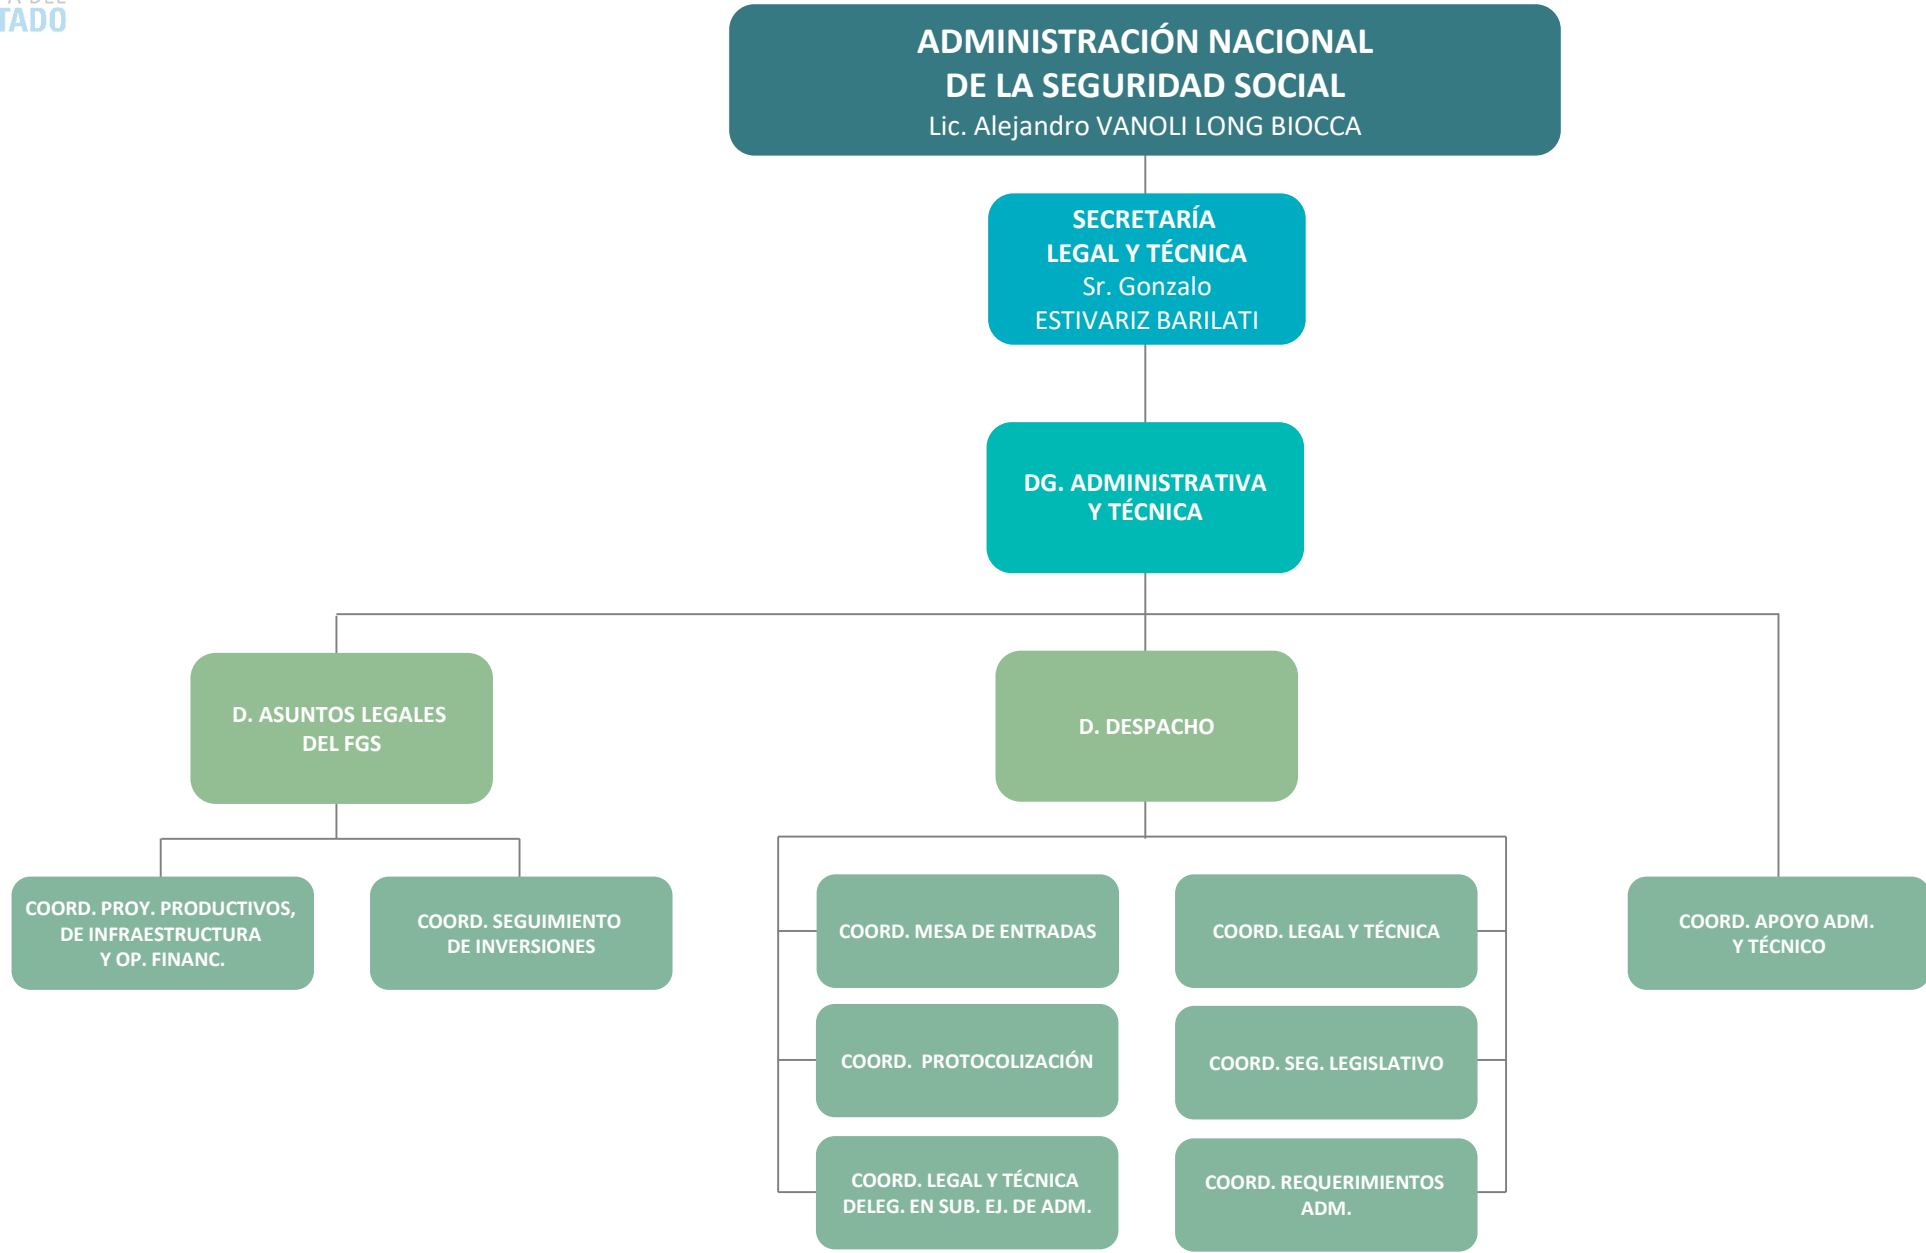 TADO
ADMINISTRACIÓN NACIONAL
DE LA SEGURIDAD SOCIAL
Lic. Alejandro VANOLI LONG BIOCCA
SECRETARÍA
LEGAL Y TÉCNICA
Sr. Gonzalo
ESTIVARIZ BARILATI
DG. ADMINISTRATIVA
Y TÉCNICA
D. ASUNTOS LEGALES
DEL FGS
D. DESPACHO
COORD. PROY. PRODUCTIVOS,
DE INFRAESTRUCTURA
Y OP. FINANC.
COORD. SEGUIMIENTO
DE INVERSIONES
COORD. MESA DE ENTRADAS
COORD. LEGAL Y TÉCNICA
COORD. APOYO ADM.
Y TÉCNICO
COORD. PROTOCOLIZACIÓN
COORD. SEG. LEGISLATIVO
COORD. LEGAL Y TÉCNICA
DELEG. EN SUB. EJ. DE ADM.
COORD. REQUERIMIENTOS
ADM.